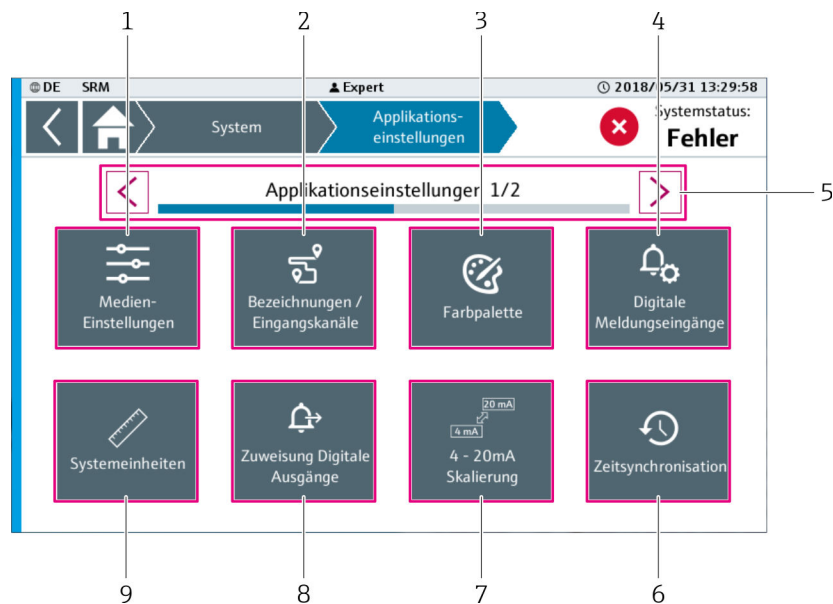 1 2 3 4
DE SRM Expert 2018/05/31 13:29:58
System
Applikations-
einstellungen
Systemstatus:
Fehler
Applikationseinstellungen 1/2
5
Medien-
Einstellungen
Bezeichnungen /
Eingangskanäle
Farbpalette
Digitale
Meldungseingänge
Systemeinheiten
Zuweisung Digitale
Ausgänge
20 mA
4 mA
4 - 20mA
Skalierung
Zeitsynchronisation
9 8 7 6